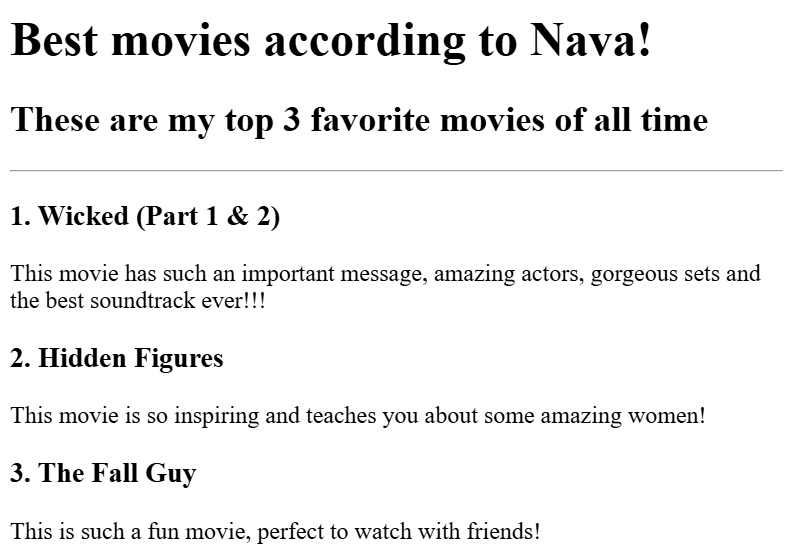 Best movies according to Nava!
These are my top 3 favorite movies of all time
1. Wicked (Part 1 & 2)
This movie has such an important message, amazing actors, gorgeous sets and
the best soundtrack ever!!!
2. Hidden Figures
This movie is so inspiring and teaches you about some amazing women!
3. The Fall Guy
This is such a fun movie, perfect to watch with friends!